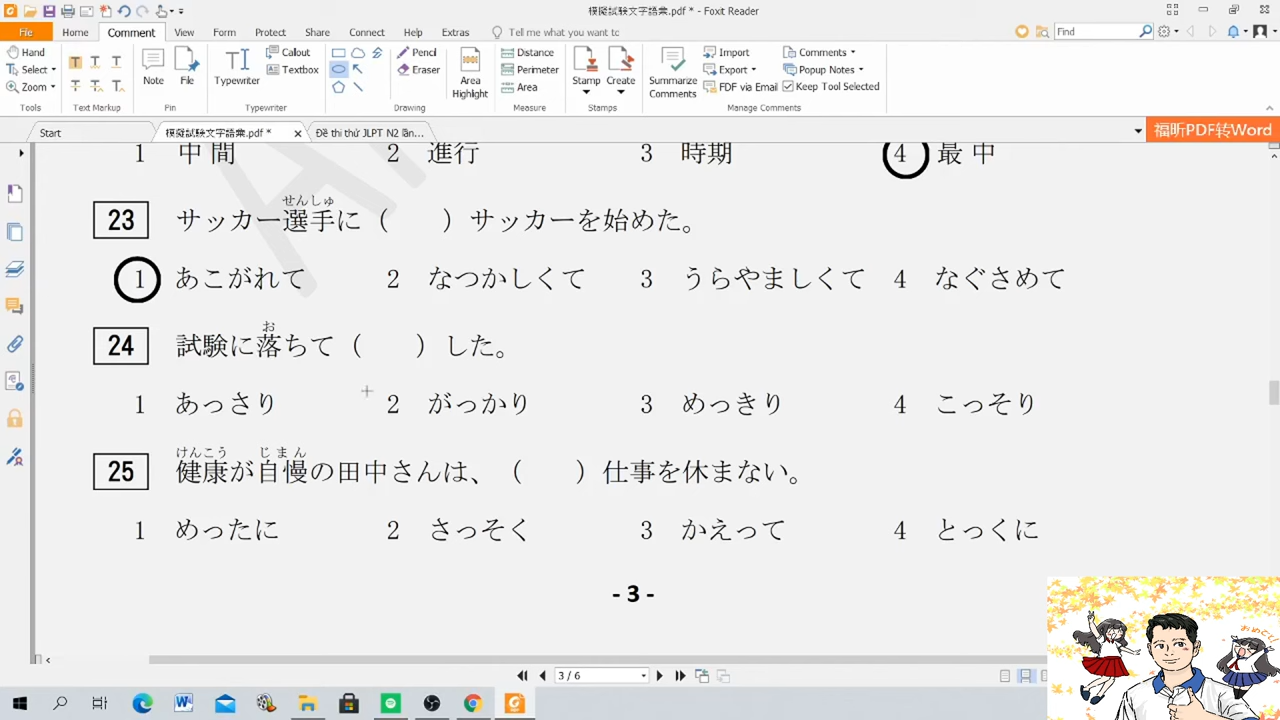 模擬試験文字語彙.pdf * - Foxit Reader
File Home Comment View Form Protect Share Connect Help Extras Tell me what you want to Find
Hand
Select
Zoom
Tools
Text Markup
Note
File
Pin
Typewriter
Callout
Textbox
Typewriter
Pencil
Eraser
Drawing
Area Highlight
Distance
Perimeter
Area
Measure
Stamp
Create
Stamps
Summarize Comments
Import
Export
FDF via Email
Comments
Popup Notes
Keep Tool Selected
Manage Comments
Start 模擬試験文字語彙.pdf * Đề thi thử JLPT N2 lần... 福昕PDF转Word
1 中間 2 進行 3 時期 4 最中
せんしゅ
23 サッカー選手に（ ）サッカーを始めた。
1 あこがれて 2 なつかしくて 3 うらやましくて 4 なぐさめて
お
24 試験に落ちて（ ）した。
1 あっさり 2 がっかり 3 めっきり 4 こっそり
けんこう じまん
25 健康が自慢の田中さんは、（ ）仕事を休まない。
1 めったに 2 さっそく 3 かえって 4 とっくに
- 3 -
3 / 6